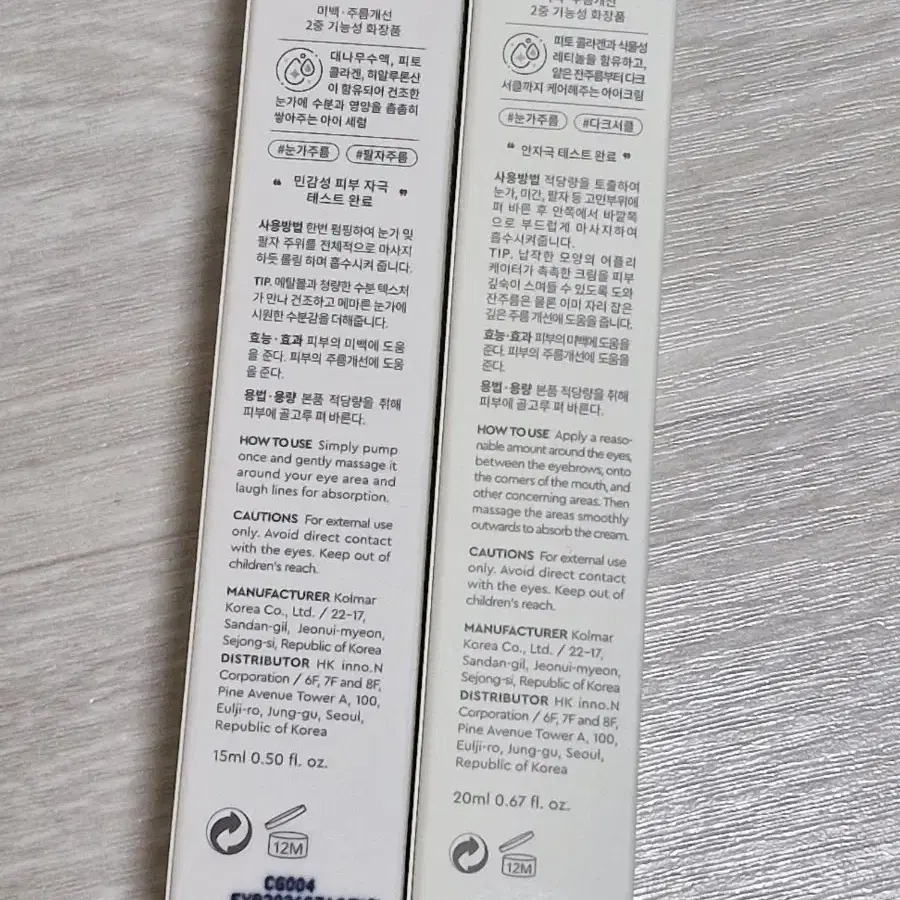 미백·주름개선
2중 기능성 화장품
대나무수액, 피토
콜라겐, 히알루론산
이 함유되어 건조한
눈가에 수분과 영양을 촘촘히
쌓아주는 아이 세럼
#눈가주름 #팔자주름
❝ 민감성 피부 자극 ❞
테스트 완료
사용방법 한번 펌핑하여 눈가 및
팔자 주위를 전체적으로 마사지
하듯 롤링 하며 흡수시켜 줍니다.
TIP. 메탈볼과 청량한 수분 텍스처
가 만나 건조하고 메마른 눈가에
시원한 수분감을 더해줍니다.
효능·효과 피부의 미백에 도움
을 준다. 피부의 주름개선에 도움
을 준다.
용법·용량 본품 적당량을 취해
피부에 골고루 펴 바른다.
HOW TO USE Simply pump
once and gently massage it
around your eye area and
laugh lines for absorption.
CAUTIONS For external use
only. Avoid direct contact
with the eyes. Keep out of
children's reach.
MANUFACTURER Kolmar
Korea Co., Ltd. / 22-17,
Sandan-gil, Jeonui-myeon,
Sejong-si, Republic of Korea
DISTRIBUTOR HK inno.N
Corporation / 6F, 7F and 8F,
Pine Avenue Tower A, 100,
Eulji-ro, Jung-gu, Seoul,
Republic of Korea
15ml 0.50 fl. oz.
12M
CG004
미백·주름개선
2중 기능성 화장품
피토 콜라겐과 식물성
레티놀을 함유하고,
얇은 잔주름부터 다크
서클까지 케어해주는 아이크림
#눈가주름 #다크서클
❝ 안자극 테스트 완료 ❞
사용방법 적당량을 토출하여
눈가, 미간, 팔자 등 고민부위에
펴 바른 후 안쪽에서 바깥쪽
으로 부드럽게 마사지하여
흡수시켜줍니다.
TIP. 납작한 모양의 어플리
케이터가 촉촉한 크림을 피부
깊숙이 스며들 수 있도록 도와
잔주름은 물론 이미 자리 잡은
깊은 주름 개선에 도움을 줍니다.
효능·효과 피부의 미백에 도움을
준다. 피부의 주름개선에 도움을
준다.
용법·용량 본품 적당량을 취해
피부에 골고루 펴 바른다.
HOW TO USE Apply a reaso-
nable amount around the eyes,
between the eyebrows, onto
the corners of the mouth, and
other concerning areas. Then
massage the areas smoothly
outwards to absorb the cream.
CAUTIONS For external use
only. Avoid direct contact
with the eyes. Keep out of
children's reach.
MANUFACTURER Kolmar
Korea Co., Ltd. / 22-17,
Sandan-gil, Jeonui-myeon,
Sejong-si, Republic of Korea
DISTRIBUTOR HK inno.N
Corporation / 6F, 7F and 8F,
Pine Avenue Tower A, 100,
Eulji-ro, Jung-gu, Seoul,
Republic of Korea
20ml 0.67 fl. oz.
12M